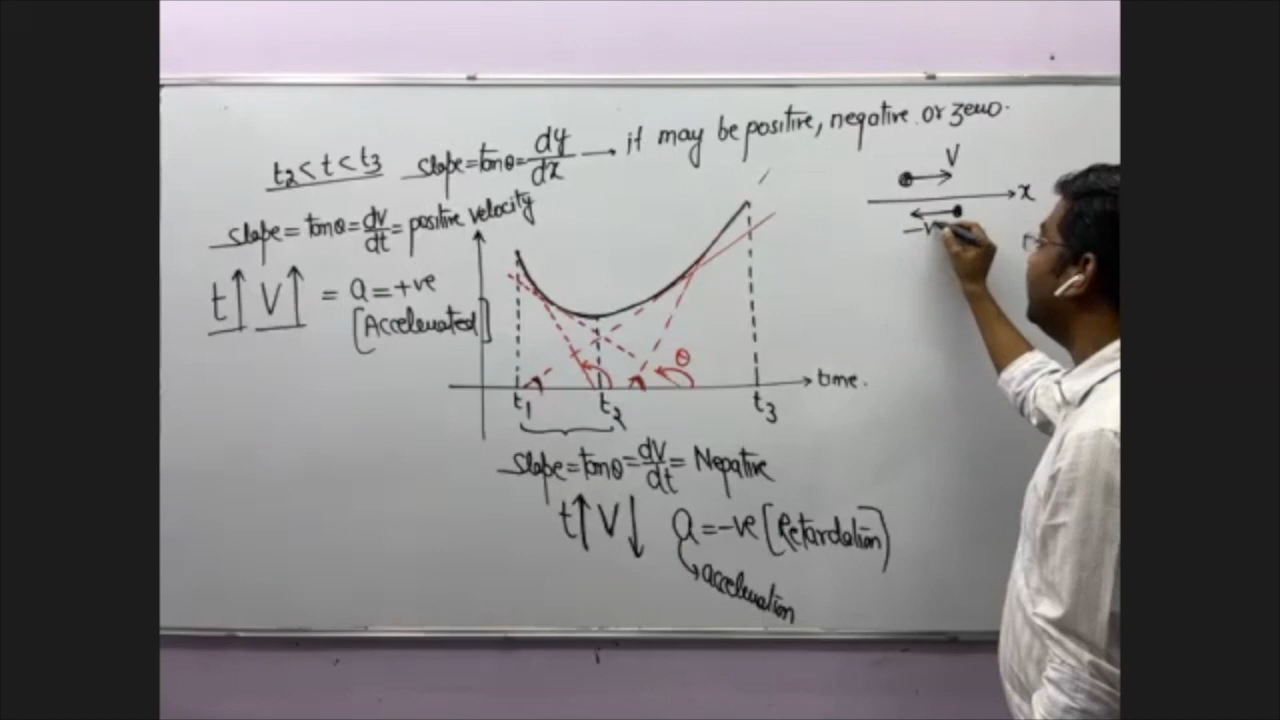 t2 < t < t3 slope = tanθ = dy/dx → it may be positive, negative or zero.
slope = tanθ = dv/dt = positive velocity
t↑ V↑ = a = +ve
[Accelerated]
V
x
-v
θ
t1 t2 t3 time.
slope = tanθ = dv/dt = Negative
t↑ V↓ a = -ve [Retardation]
→ acceleration